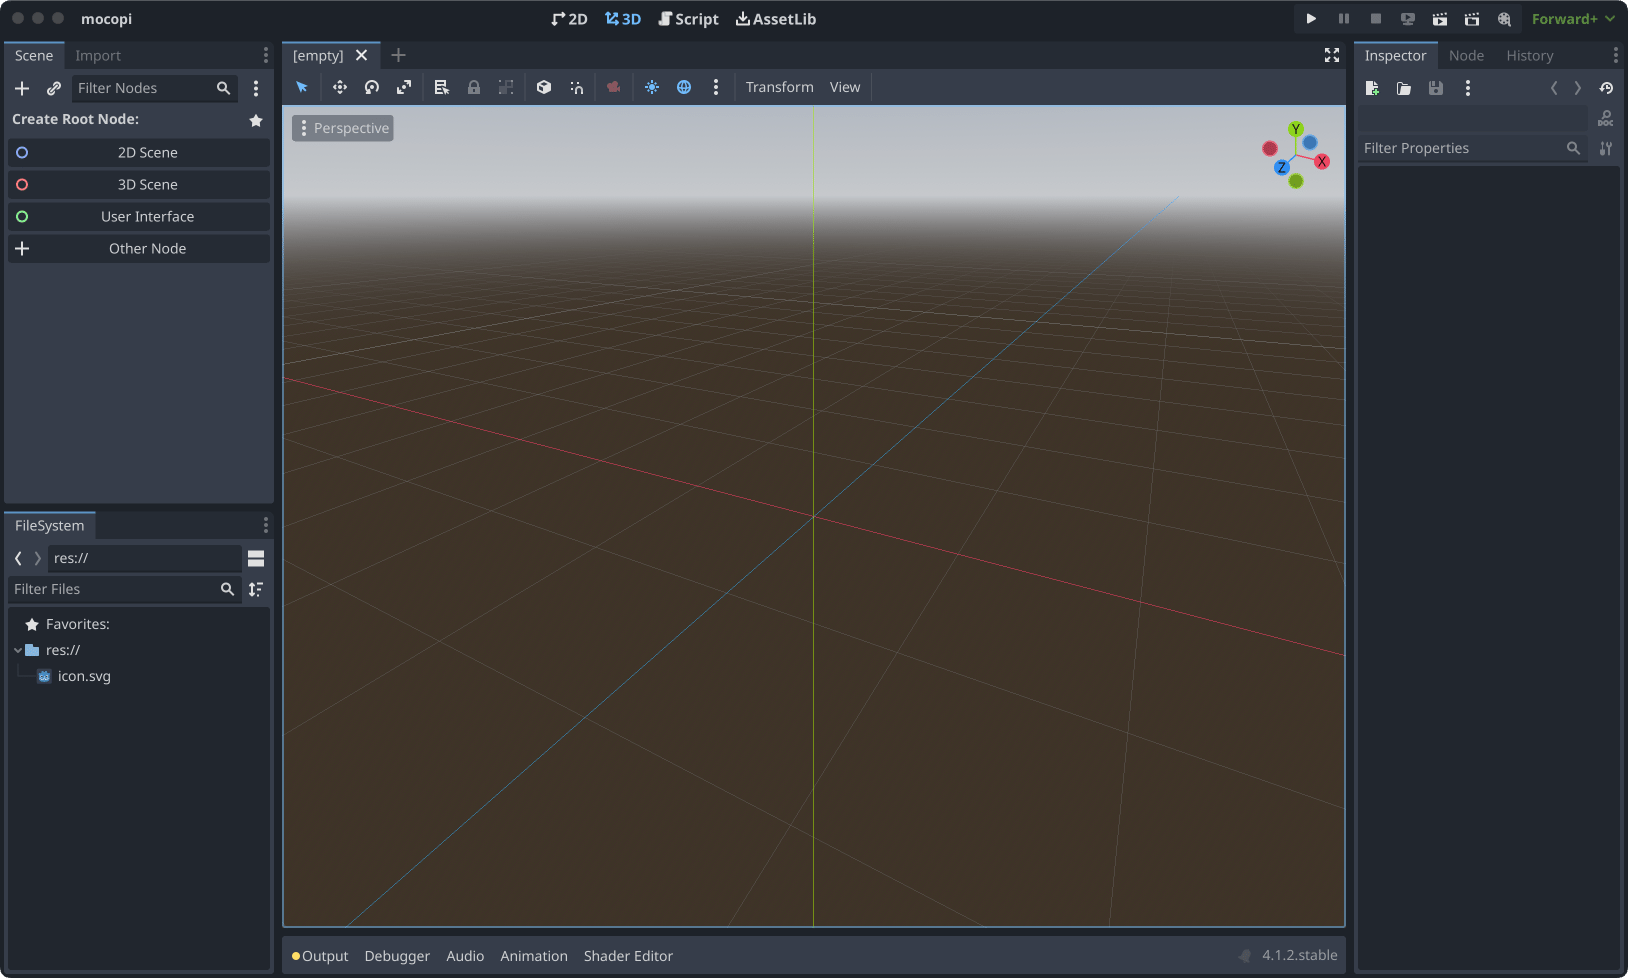 mocopi
2D
3D
Script
AssetLib
Forward+
Scene
Import
Filter Nodes
Create Root Node:
2D Scene
3D Scene
User Interface
Other Node
FileSystem
res://
Filter Files
Favorites:
res://
icon.svg
[empty]
Transform
View
Perspective
Y
X
Z
Output
Debugger
Audio
Animation
Shader Editor
4.1.2.stable
Inspector
Node
History
DOC
Filter Properties